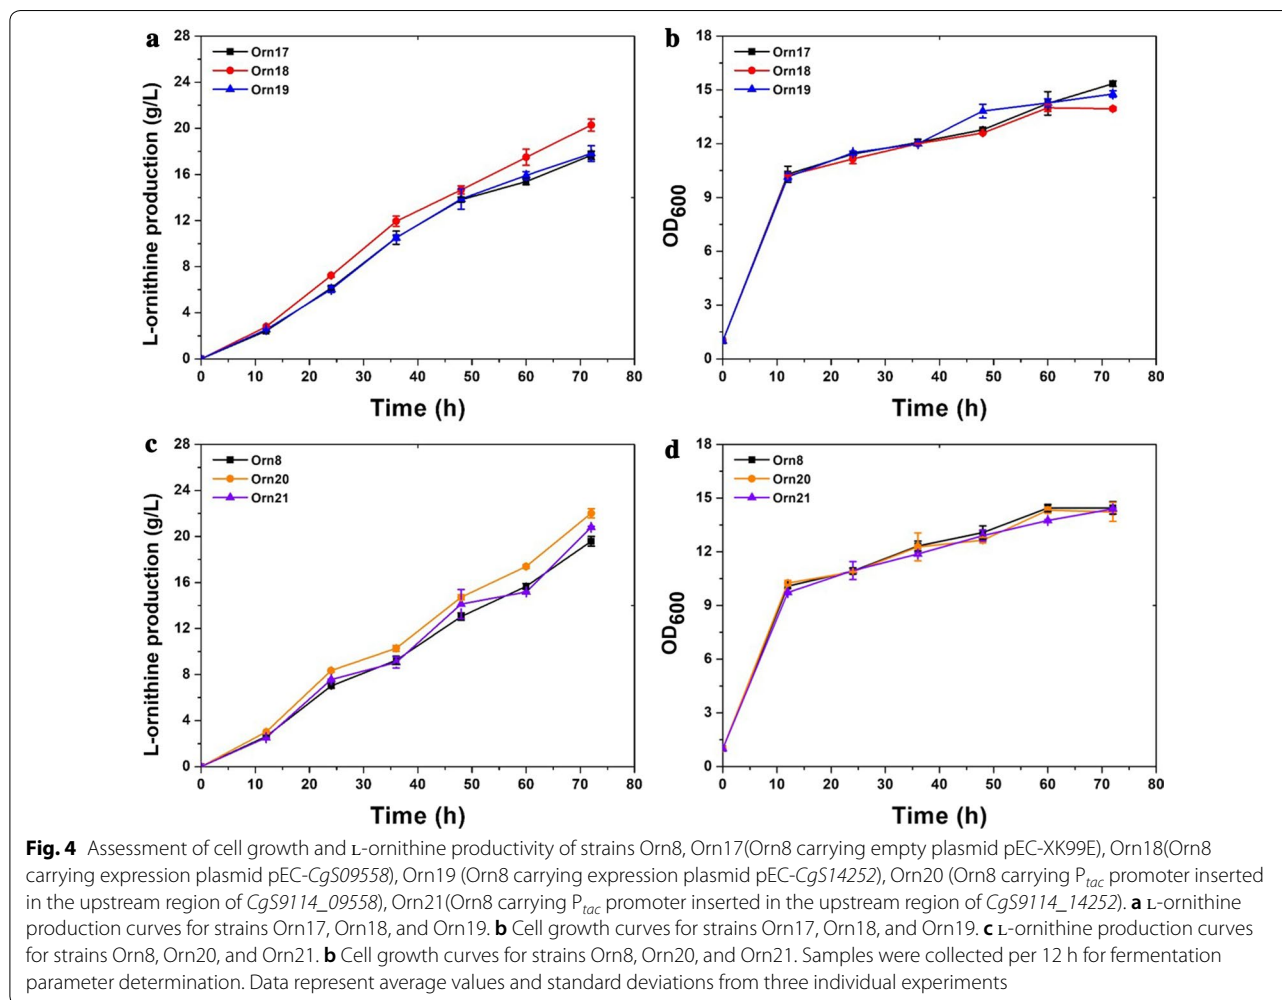 a
28
24
20
16
12
8
4
0
L-ornithine production (g/L)
Orn17
Orn18
Orn19
0 10 20 30 40 50 60 70 80
Time (h)
b
18
15
12
9
6
3
0
OD600
Orn17
Orn18
Orn19
0 10 20 30 40 50 60 70 80
Time (h)
c
28
24
20
16
12
8
4
0
L-ornithine production (g/L)
Orn8
Orn20
Orn21
0 10 20 30 40 50 60 70 80
Time (h)
d
18
15
12
9
6
3
0
OD600
Orn8
Orn20
Orn21
0 10 20 30 40 50 60 70 80
Time (h)
Fig. 4 Assessment of cell growth and ʟ-ornithine productivity of strains Orn8, Orn17(Orn8 carrying empty plasmid pEC-XK99E), Orn18(Orn8
carrying expression plasmid pEC-CgS09558), Orn19 (Orn8 carrying expression plasmid pEC-CgS14252), Orn20 (Orn8 carrying Ptac promoter inserted
in the upstream region of CgS9114_09558), Orn21(Orn8 carrying Ptac promoter inserted in the upstream region of CgS9114_14252). a ʟ-ornithine
production curves for strains Orn17, Orn18, and Orn19. b Cell growth curves for strains Orn17, Orn18, and Orn19. c ʟ-ornithine production curves
for strains Orn8, Orn20, and Orn21. b Cell growth curves for strains Orn8, Orn20, and Orn21. Samples were collected per 12 h for fermentation
parameter determination. Data represent average values and standard deviations from three individual experiments